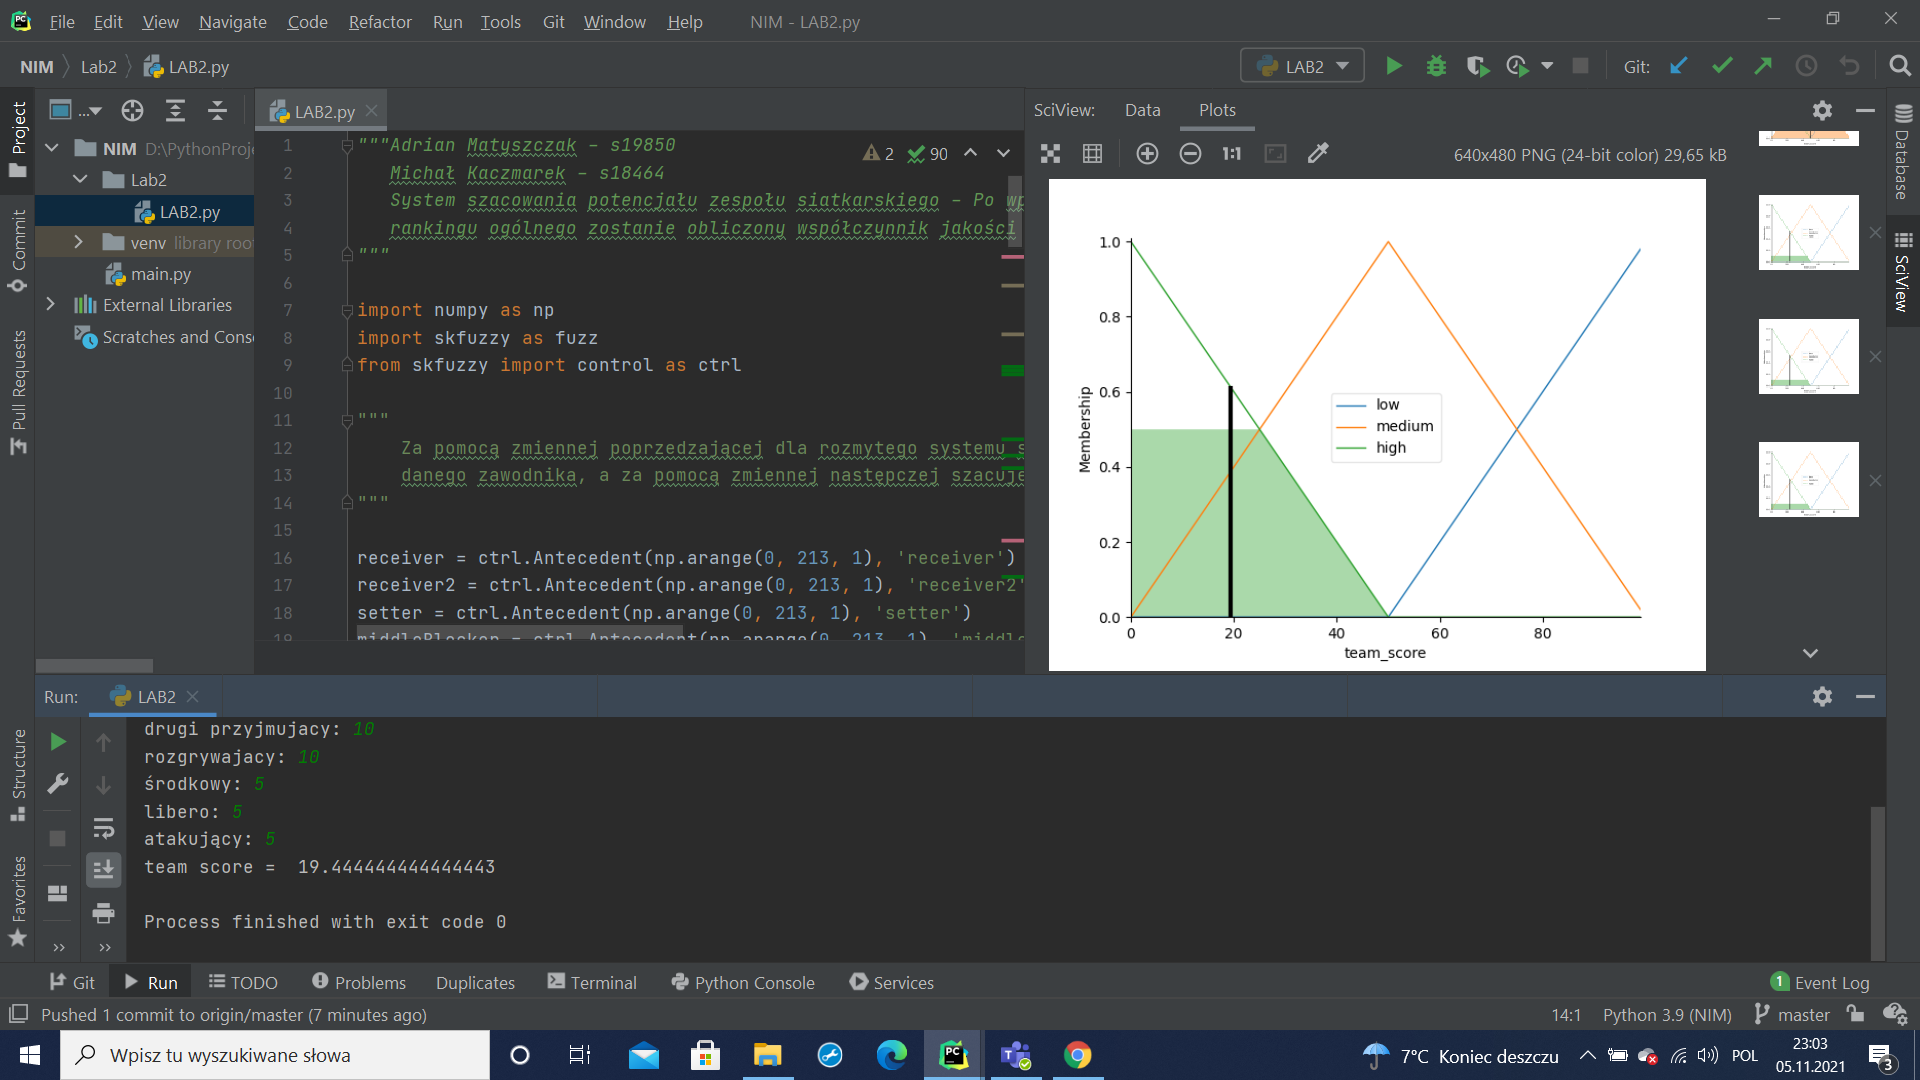 File Edit View Navigate Code Refactor Run Tools Git Window Help NIM - LAB2.py
NIM Lab2 LAB2.py
LAB2
Git:
Project
Commit
Pull Requests
Structure
Favorites
...
NIM D:\PythonProj
Lab2
LAB2.py
venv library roo
main.py
External Libraries
Scratches and Cons
LAB2.py
2 90
1 """Adrian Matyszczak - s19850
2 Michał Kaczmarek - s18464
3 System szacowania potencjału zespołu siatkarskiego - Po wp
4 rankingu ogólnego zostanie obliczony współczynnik jakości
5 """
6
7 import numpy as np
8 import skfuzzy as fuzz
9 from skfuzzy import control as ctrl
10
11 """
12 Za pomocą zmiennej poprzedzającej dla rozmytego systemu s
13 danego zawodnika, a za pomocą zmiennej następczej szacuje
14 """
15
16 receiver = ctrl.Antecedent(np.arange(0, 213, 1), 'receiver')
17 receiver2 = ctrl.Antecedent(np.arange(0, 213, 1), 'receiver2'
18 setter = ctrl.Antecedent(np.arange(0, 213, 1), 'setter')
19 middleBlocker = ctrl.Antecedent(np.arange(0, 213, 1), 'middle
SciView: Data Plots
1:1
640x480 PNG (24-bit color) 29,65 kB
1.0
0.8
0.6
0.4
0.2
0.0
Membership
low
medium
high
0 20 40 60 80
team_score
Database
SciView
Run: LAB2
drugi przyjmujacy: 10
rozgrywajacy: 10
środkowy: 5
libero: 5
atakujący: 5
team score =  19.444444444444443
Process finished with exit code 0
Git Run TODO Problems Duplicates Terminal Python Console Services 1 Event Log
Pushed 1 commit to origin/master (7 minutes ago) 14:1 Python 3.9 (NIM) master
Wpisz tu wyszukiwane słowa
7°C Koniec deszczu
POL
23:03
05.11.2021
3